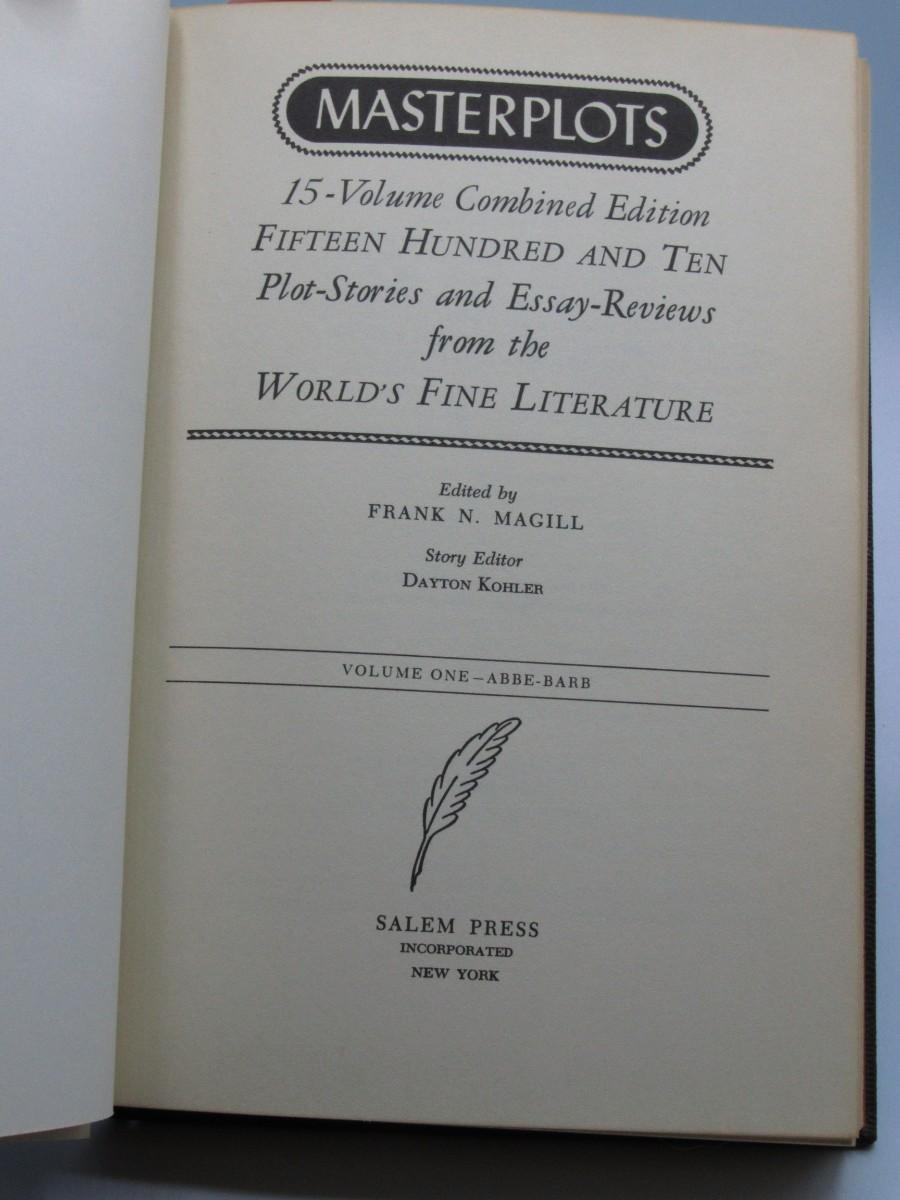 MASTERPLOTS
15-Volume Combined Edition
FIFTEEN HUNDRED AND TEN
Plot-Stories and Essay-Reviews
from the
WORLD'S FINE LITERATURE
Edited by
FRANK N. MAGILL
Story Editor
DAYTON KOHLER
VOLUME ONE—ABBE-BARB
SALEM PRESS
INCORPORATED
NEW YORK